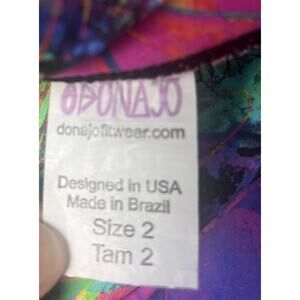 DONAJO
donajofitwear.com
Designed in USA
Made in Brazil
Size 2
Tam 2